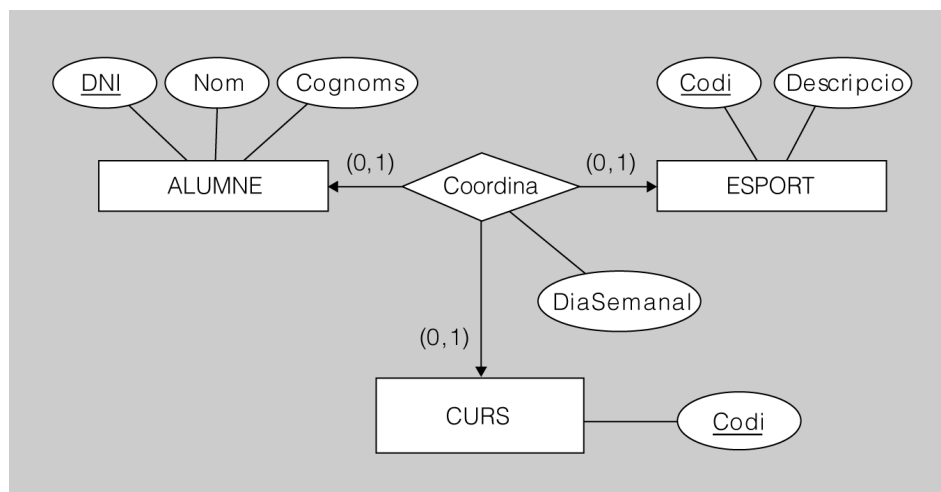 DNI
Nom
Cognoms
Codi
Descripcio
(0,1)
(0,1)
ALUMNE
Coordina
ESPORT
DiaSemanal
(0,1)
CURS
Codi